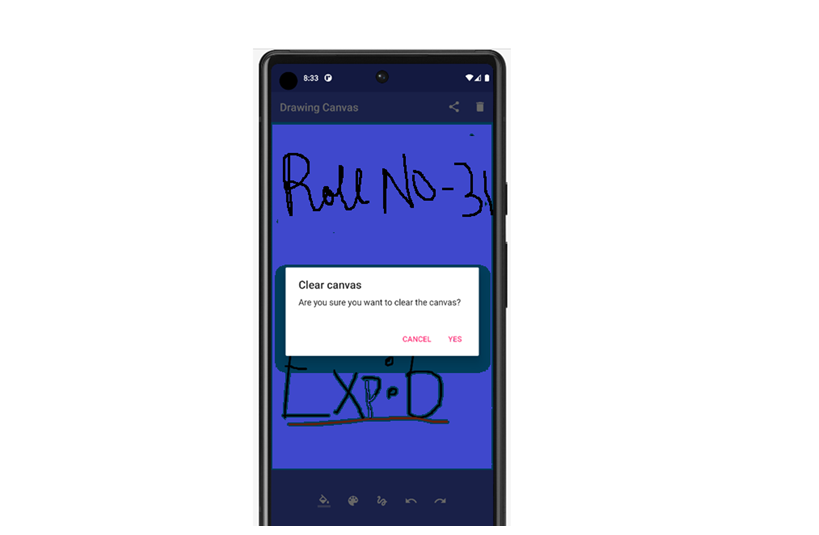 8:33
Drawing Canvas
Roll No-31
Clear canvas
Are you sure you want to clear the canvas?
CANCEL YES